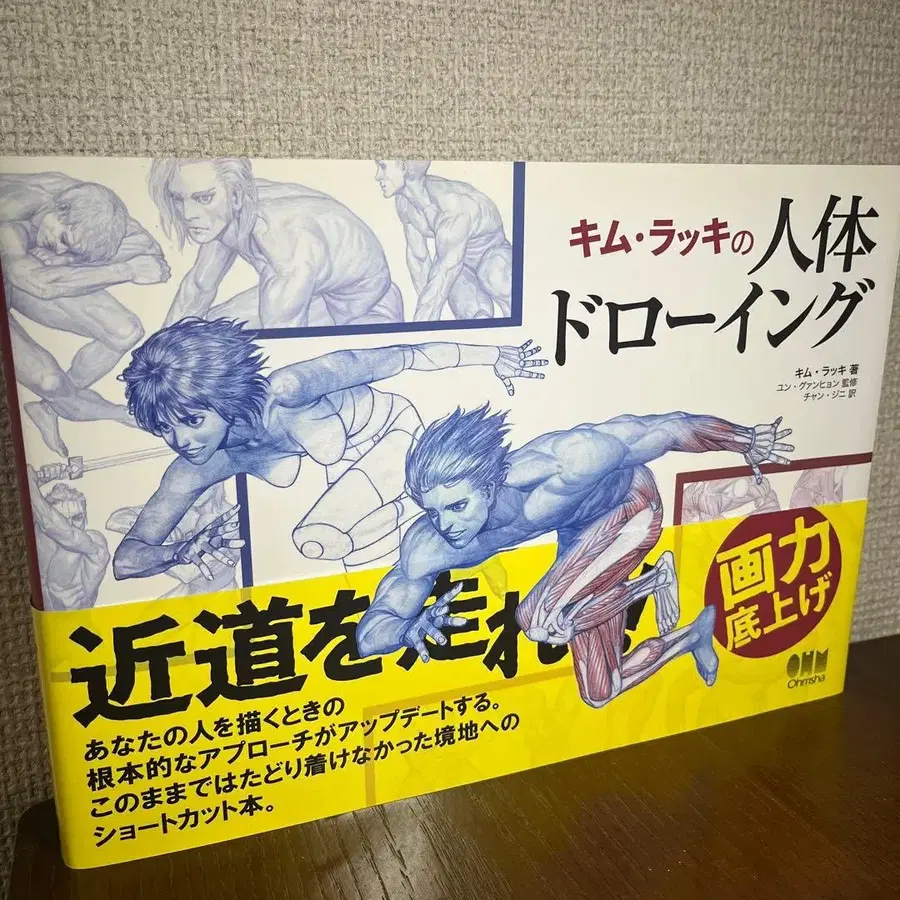 キム・ラッキの人体
ドローイング
キム・ラッキ 著
ユン・グァンヒョン 監修
チャン・ジニ 訳
画力
底上げ
OHM
Ohmsha
近道を走れ!
あなたの人を描くときの
根本的なアプローチがアップデートする。
このままではたどり着けなかった境地への
ショートカット本。